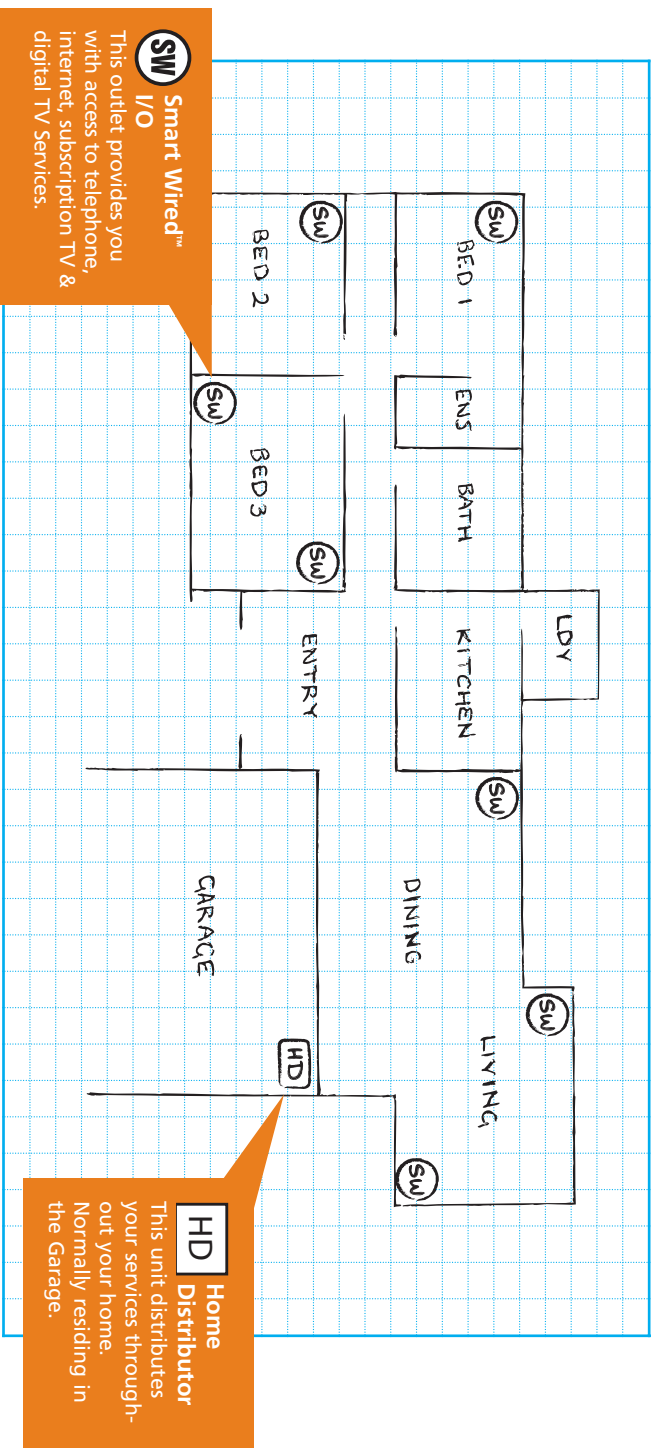 SW
BED 1
ENS
BATH
LDY
KITCHEN
SW
SW
LIVING
DINING
SW
SW
BED 2
SW
BED 3
SW
ENTRY
GARAGE
HD
SW
Smart Wired™
I/O
This outlet provides you
with access to telephone,
internet, subscription TV &
digital TV Services.
HD
Home
Distributor
This unit distributes
your services through-
out your home.
Normally residing in
the Garage.